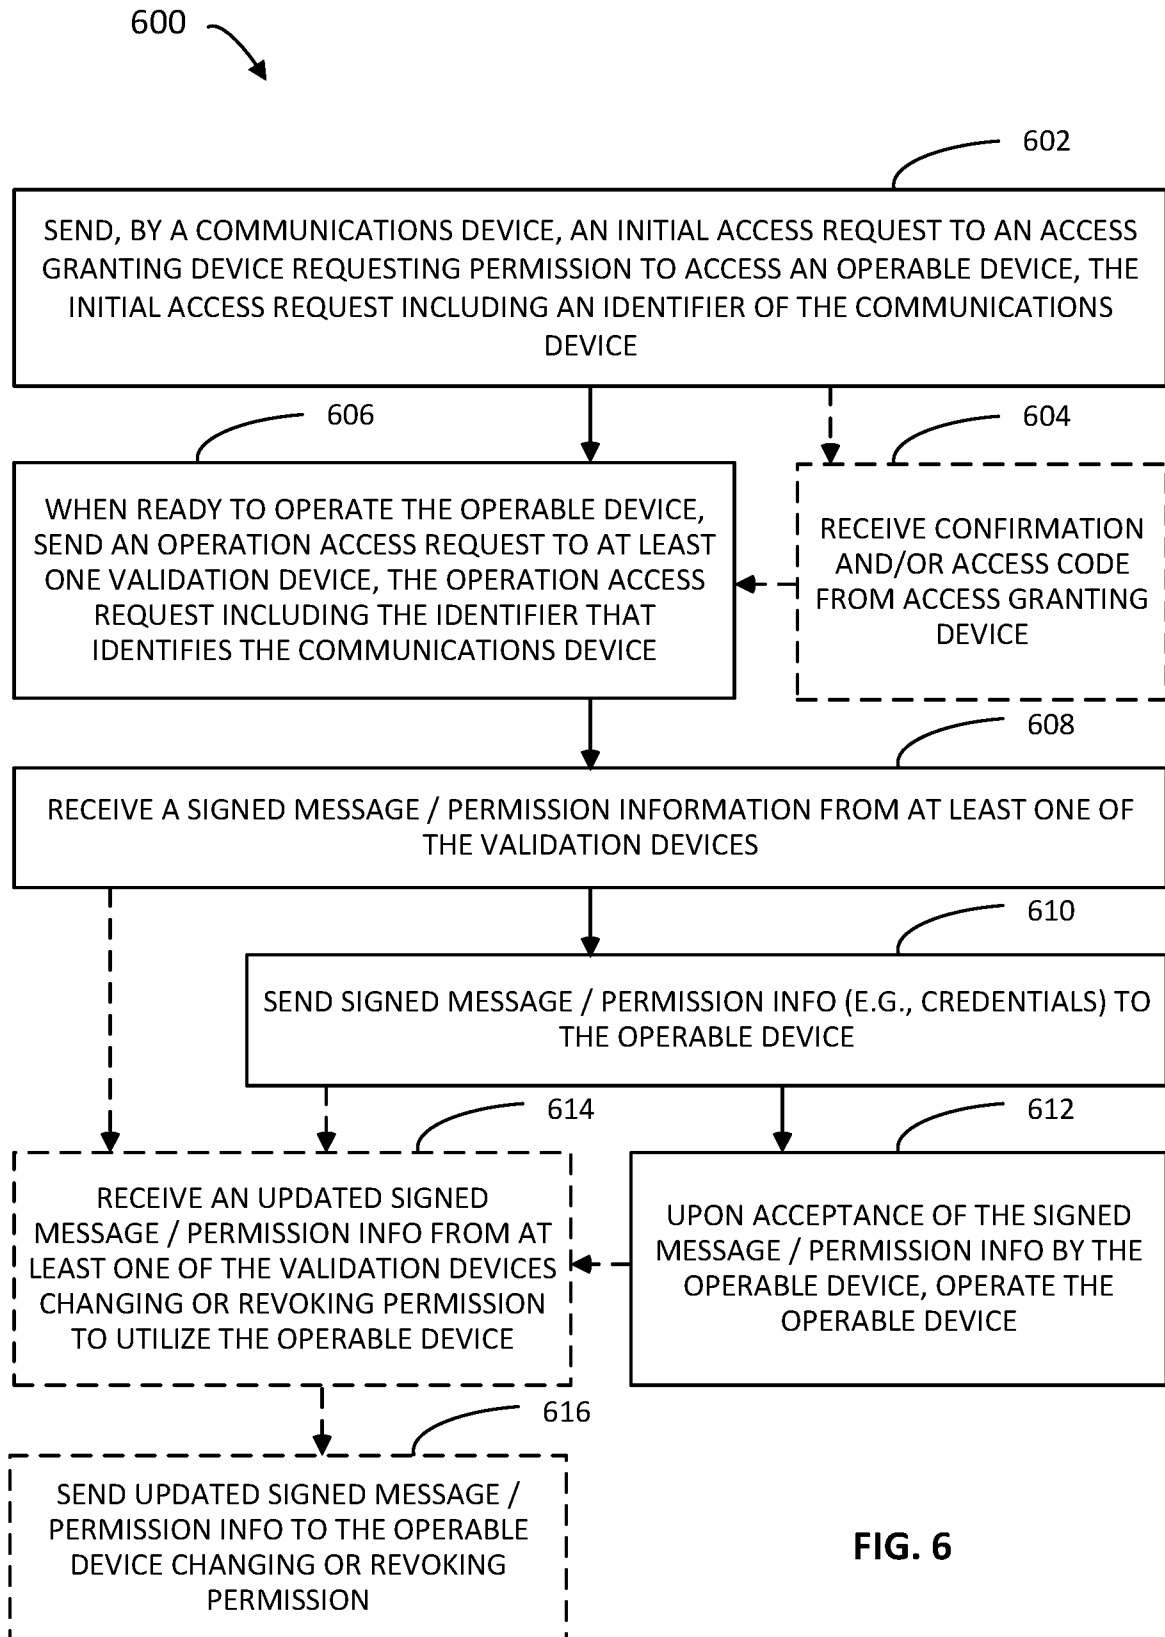 600
602
SEND, BY A COMMUNICATIONS DEVICE, AN INITIAL ACCESS REQUEST TO AN ACCESS
GRANTING DEVICE REQUESTING PERMISSION TO ACCESS AN OPERABLE DEVICE, THE
INITIAL ACCESS REQUEST INCLUDING AN IDENTIFIER OF THE COMMUNICATIONS
DEVICE
606
WHEN READY TO OPERATE THE OPERABLE DEVICE,
SEND AN OPERATION ACCESS REQUEST TO AT LEAST
ONE VALIDATION DEVICE, THE OPERATION ACCESS
REQUEST INCLUDING THE IDENTIFIER THAT
IDENTIFIES THE COMMUNICATIONS DEVICE
604
RECEIVE CONFIRMATION
AND/OR ACCESS CODE
FROM ACCESS GRANTING
DEVICE
608
RECEIVE A SIGNED MESSAGE / PERMISSION INFORMATION FROM AT LEAST ONE OF
THE VALIDATION DEVICES
610
SEND SIGNED MESSAGE / PERMISSION INFO (E.G., CREDENTIALS) TO
THE OPERABLE DEVICE
614
RECEIVE AN UPDATED SIGNED
MESSAGE / PERMISSION INFO FROM AT
LEAST ONE OF THE VALIDATION DEVICES
CHANGING OR REVOKING PERMISSION
TO UTILIZE THE OPERABLE DEVICE
612
UPON ACCEPTANCE OF THE SIGNED
MESSAGE / PERMISSION INFO BY THE
OPERABLE DEVICE, OPERATE THE
OPERABLE DEVICE
616
SEND UPDATED SIGNED MESSAGE /
PERMISSION INFO TO THE OPERABLE
DEVICE CHANGING OR REVOKING
PERMISSION
FIG. 6